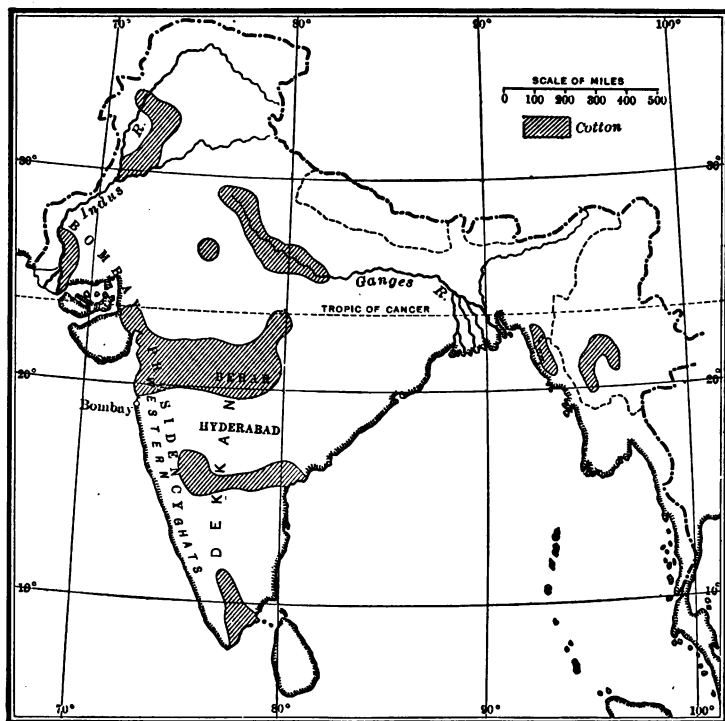 70°
80°
90°
100°
SCALE OF MILES
0 100 200 300 400 500
Cotton
R.
30°
30°
Indus
BOMBAY
Ganges R.
TROPIC OF CANCER
20°
BERAR
20°
Bombay
PRESIDENCY
WESTERN GHATS
HYDERABAD
DEKKAN
10°
10°
70°
80°
90°
100°